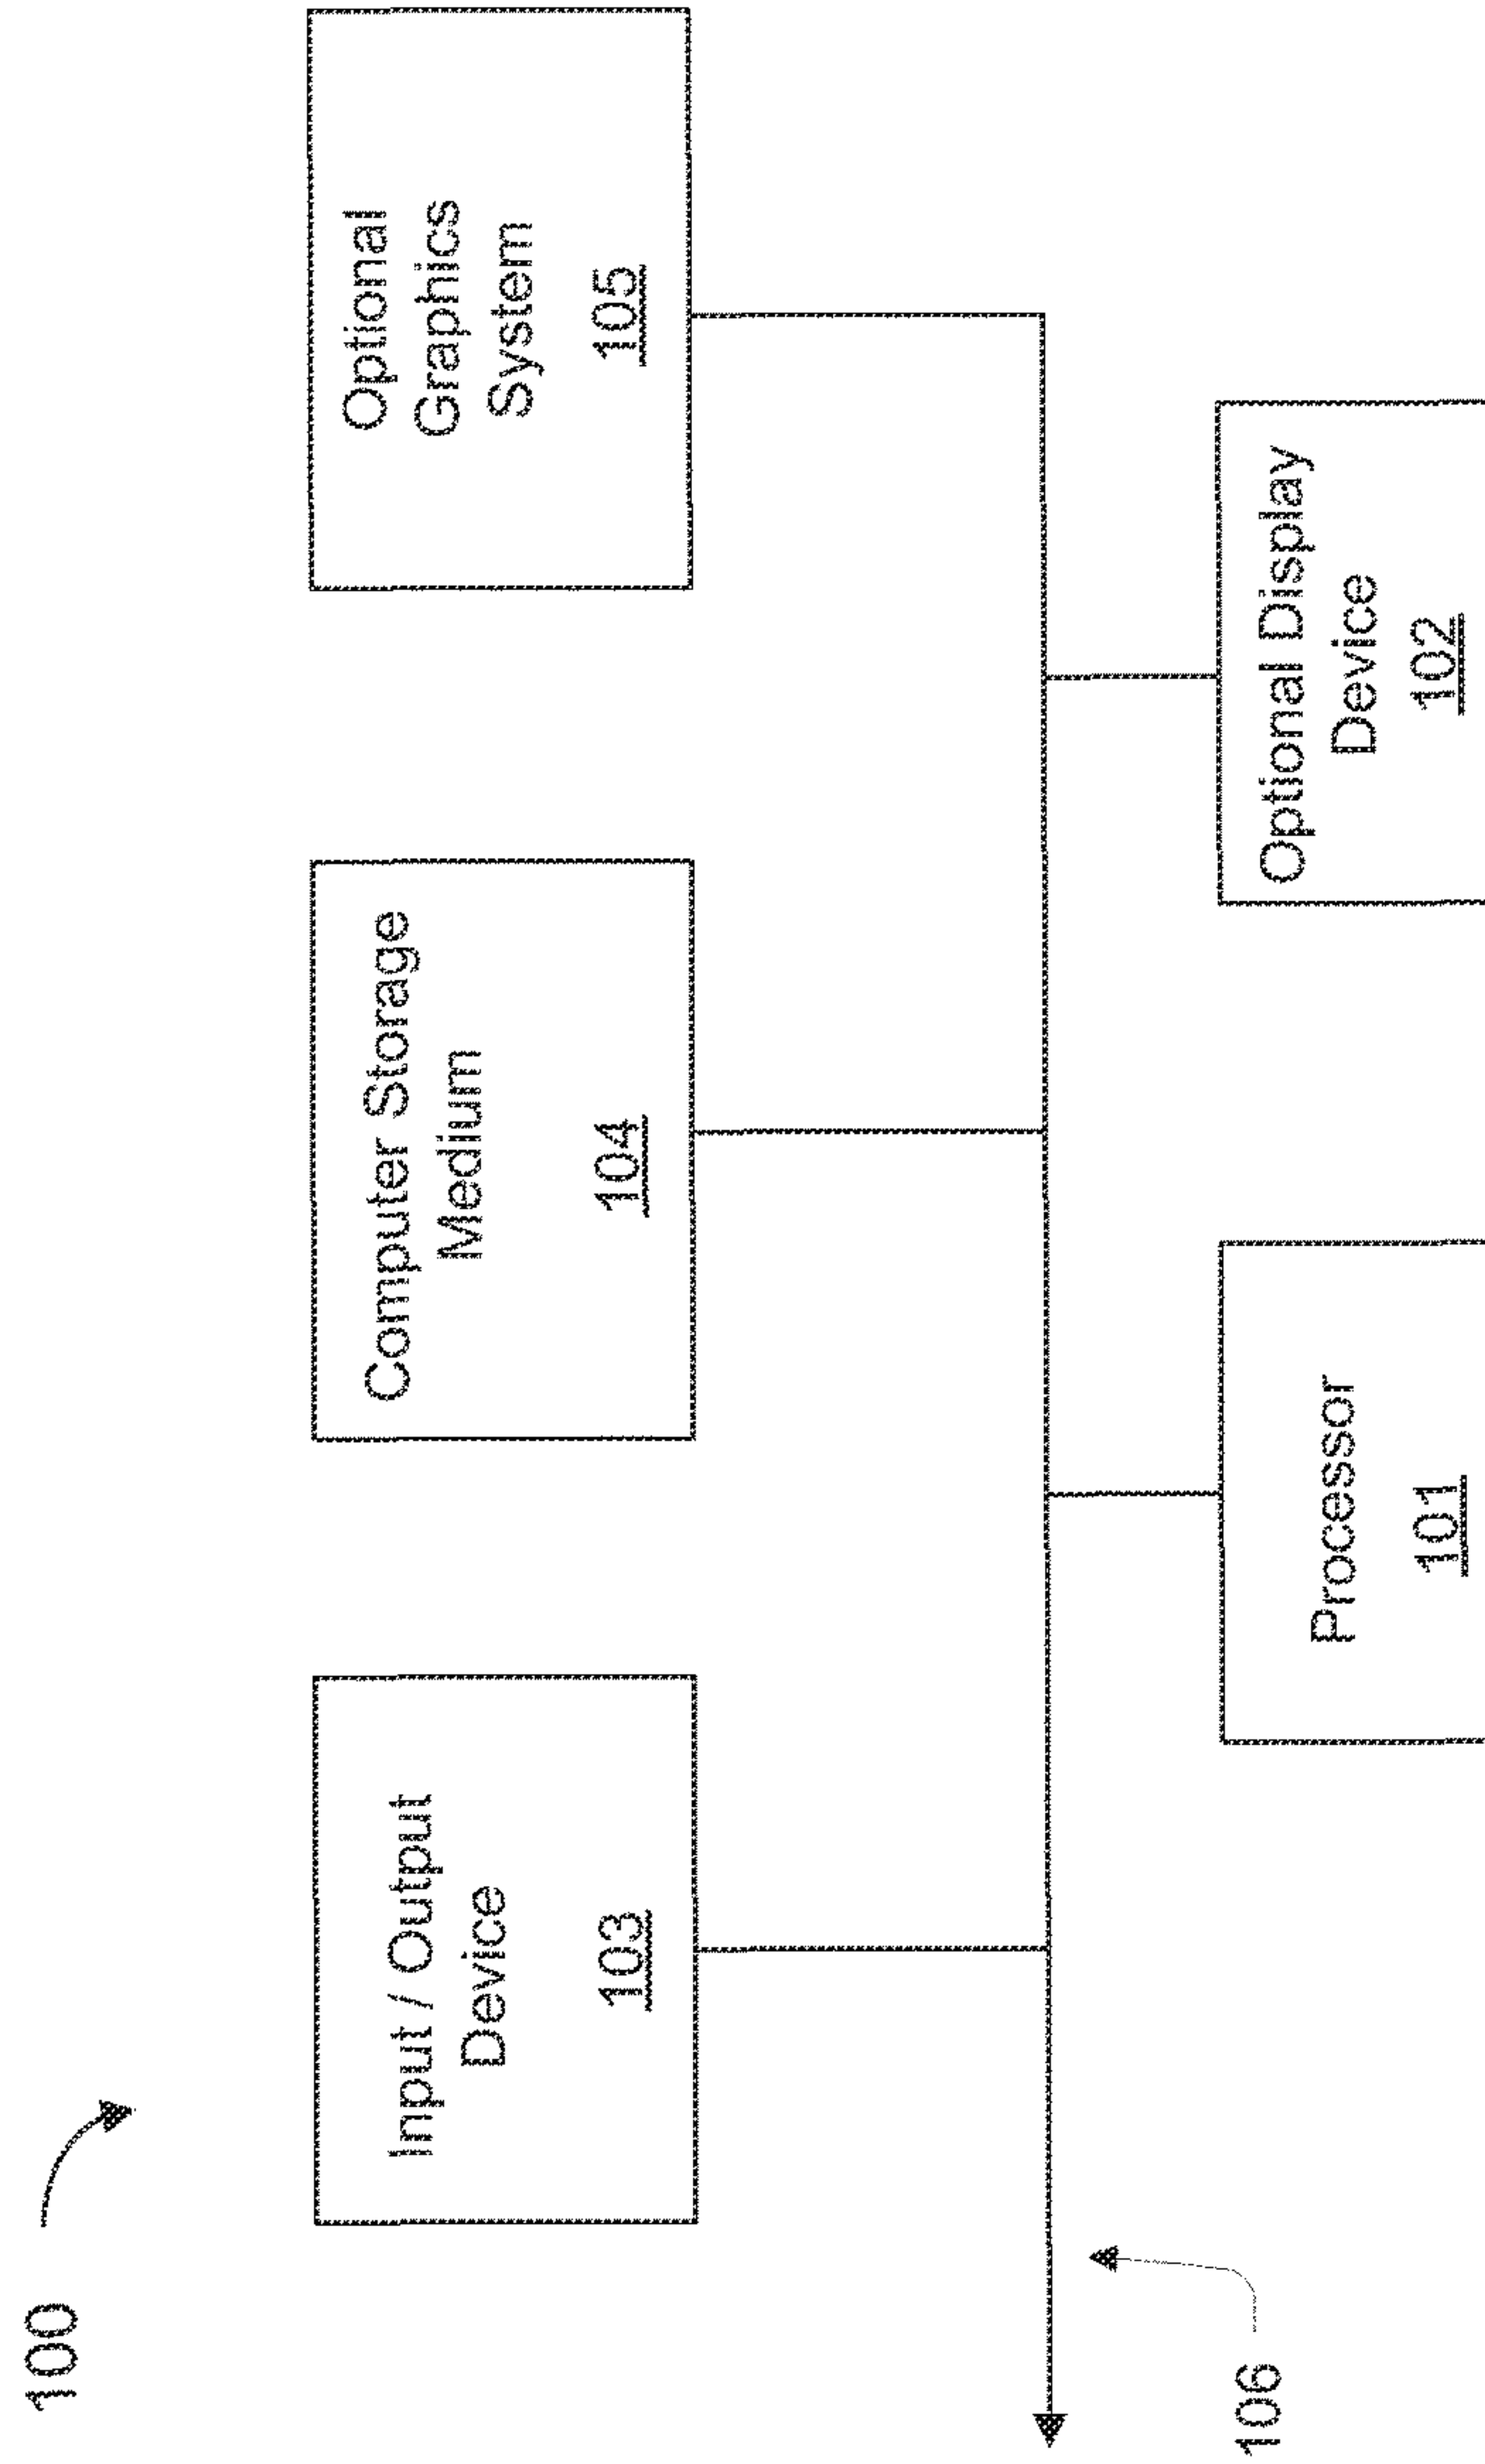 100
Input / Output
Device
103
Computer Storage
Medium
104
Optional
Graphics
System
105
106
Processor
101
Optional Display
Device
102